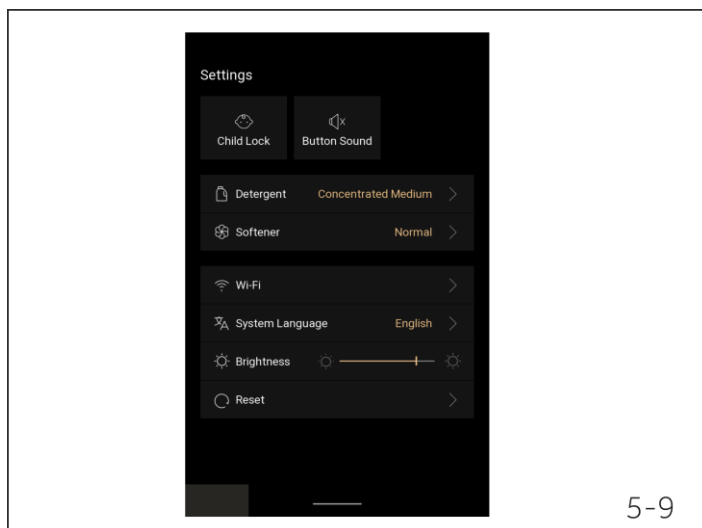 Settings
Child Lock
Button Sound
Detergent Concentrated Medium
Softener Normal
Wi-Fi
System Language English
Brightness
Reset
5-9